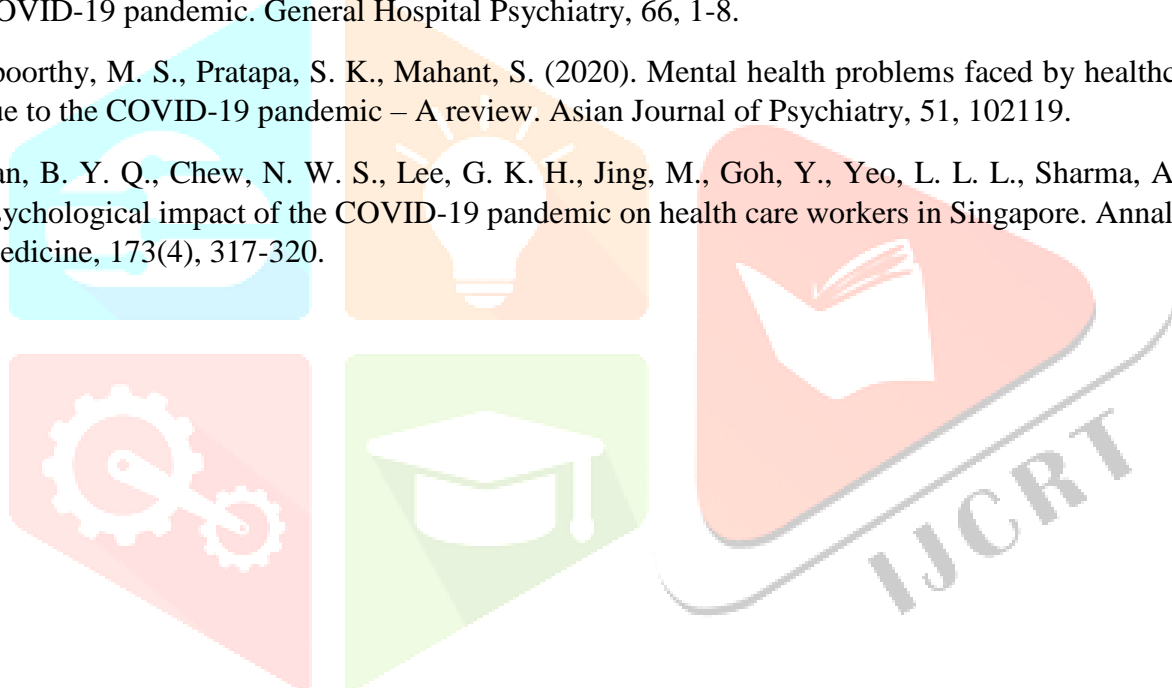 OVID-19 pandemic. General Hospital Psychiatry, 66, 1-8.
poorthy, M. S., Pratapa, S. K., Mahant, S. (2020). Mental health problems faced by healthc
ue to the COVID-19 pandemic – A review. Asian Journal of Psychiatry, 51, 102119.
an, B. Y. Q., Chew, N. W. S., Lee, G. K. H., Jing, M., Goh, Y., Yeo, L. L. L., Sharma, A
sychological impact of the COVID-19 pandemic on health care workers in Singapore. Annal
edicine, 173(4), 317-320.
IJCRT